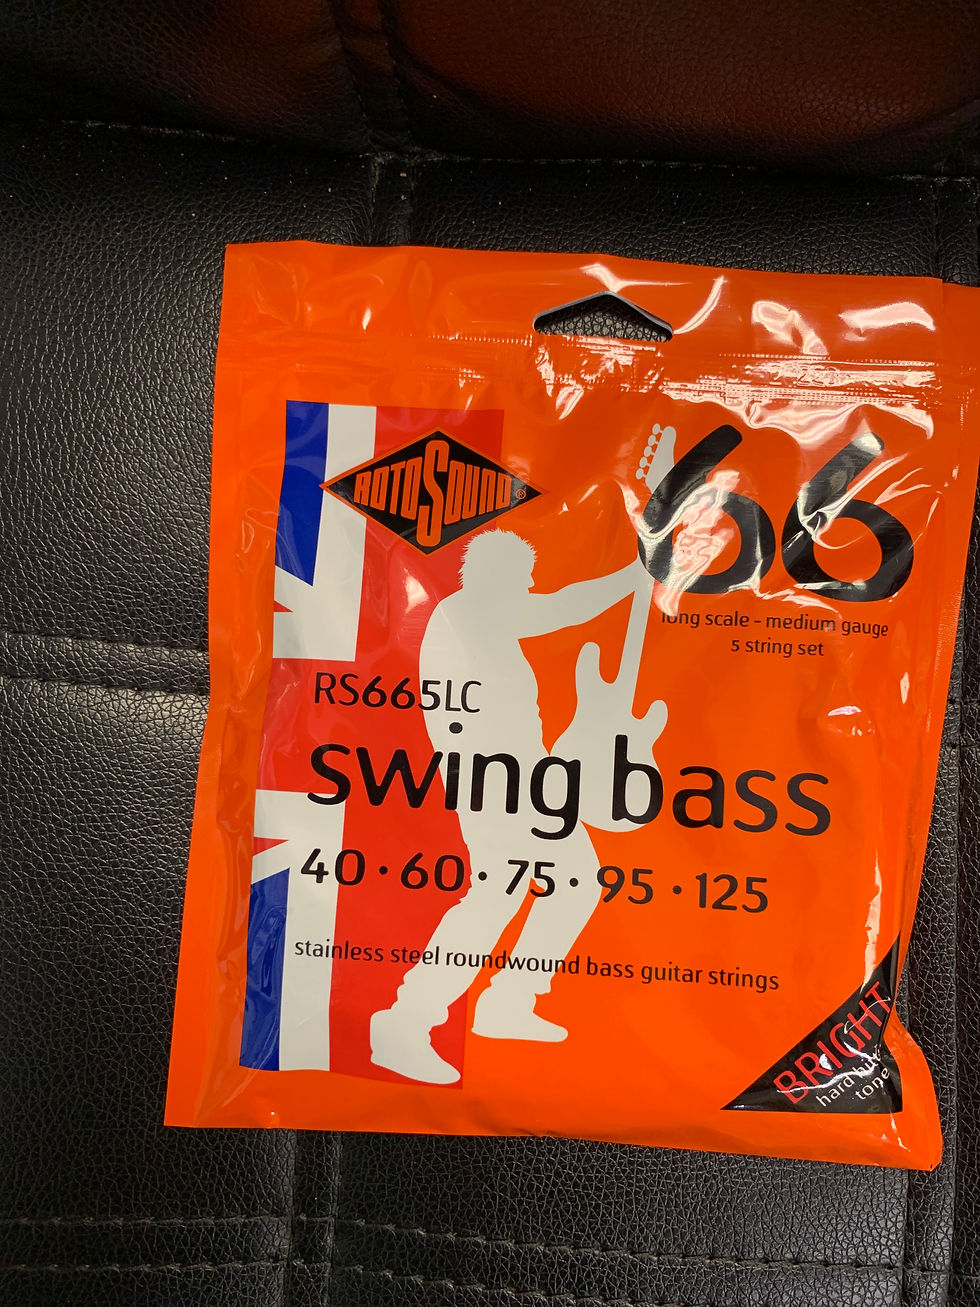 ROTOSOUND®
66
long scale – medium gauge
5 string set
RS665LC
swing bass
40 · 60 · 75 · 95 · 125
stainless steel roundwound bass guitar strings
BRIGHT
hard
tone